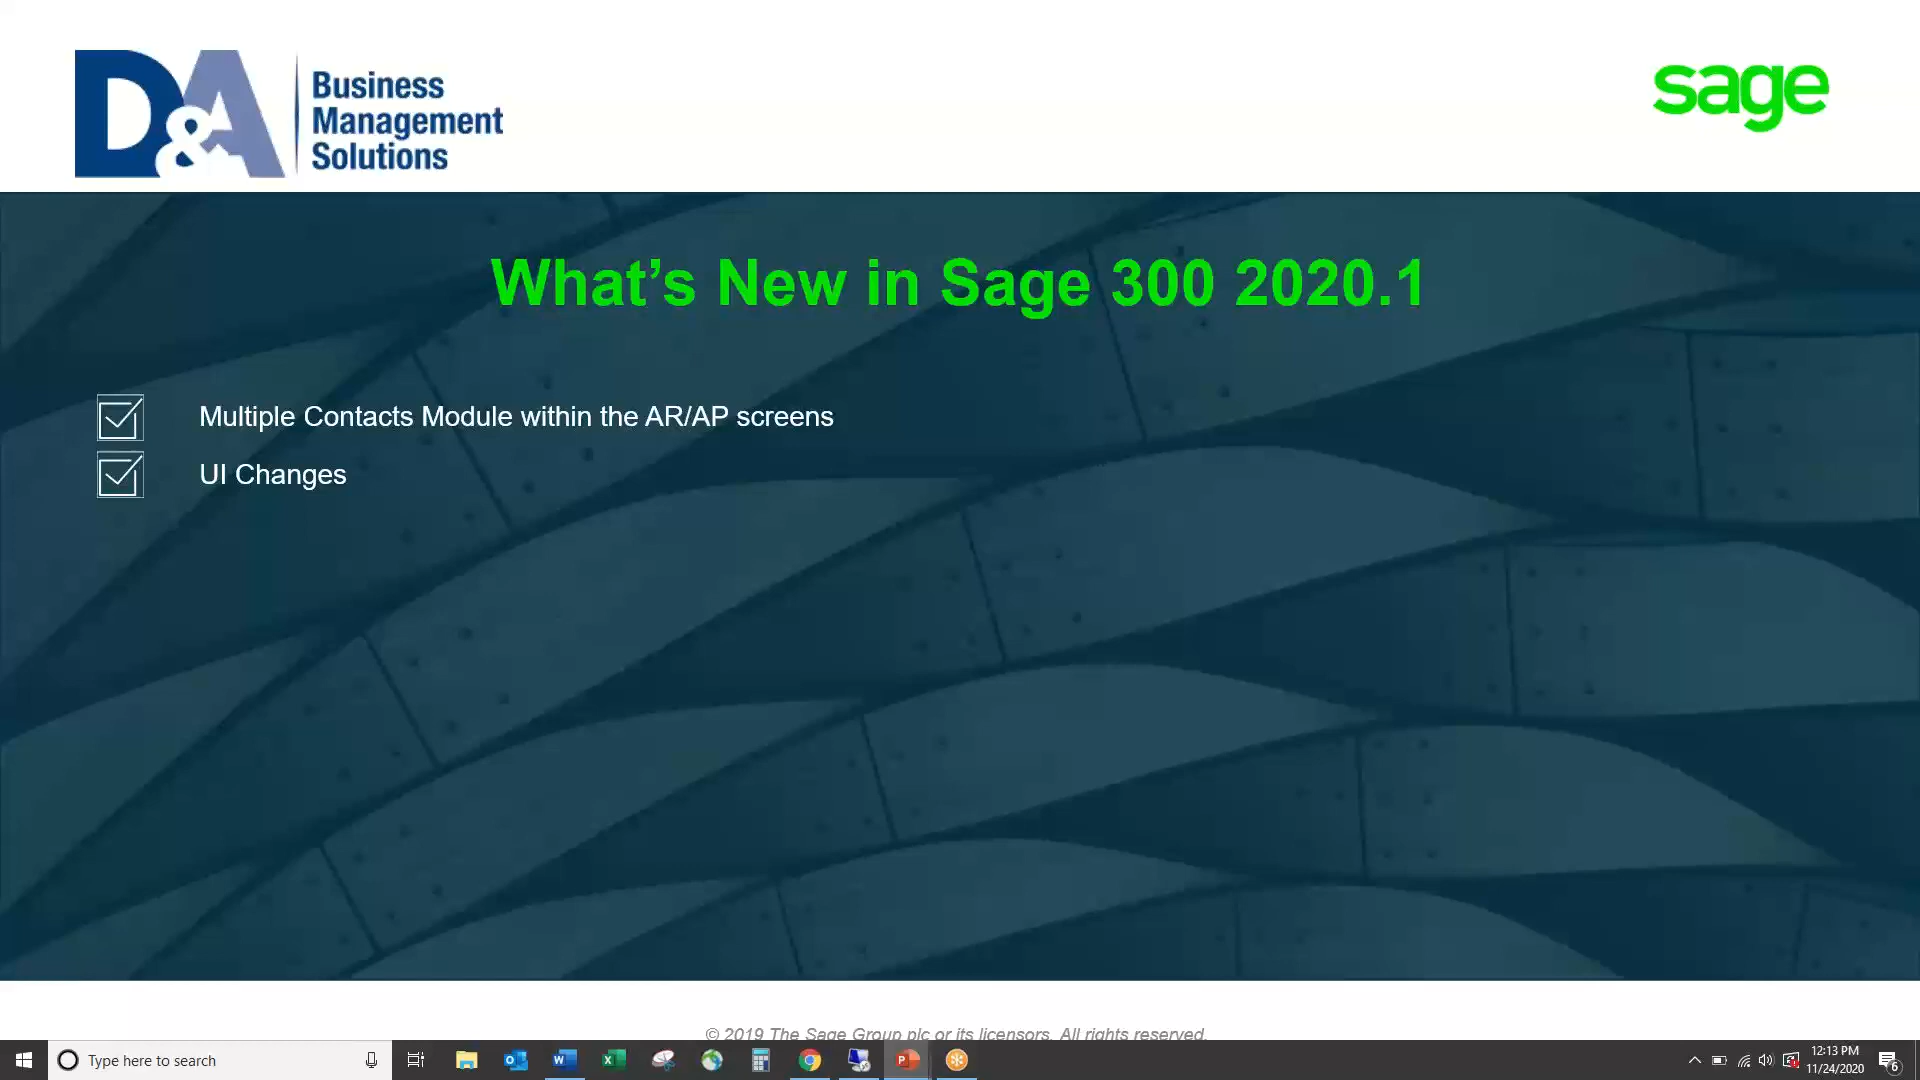 D&A
Business
Management
Solutions
sage
What's New in Sage 300 2020.1
Multiple Contacts Module within the AR/AP screens
UI Changes
© 2019 The Sage Group plc or its licensors. All rights reserved.
Type here to search
12:13 PM
11/24/2020
6